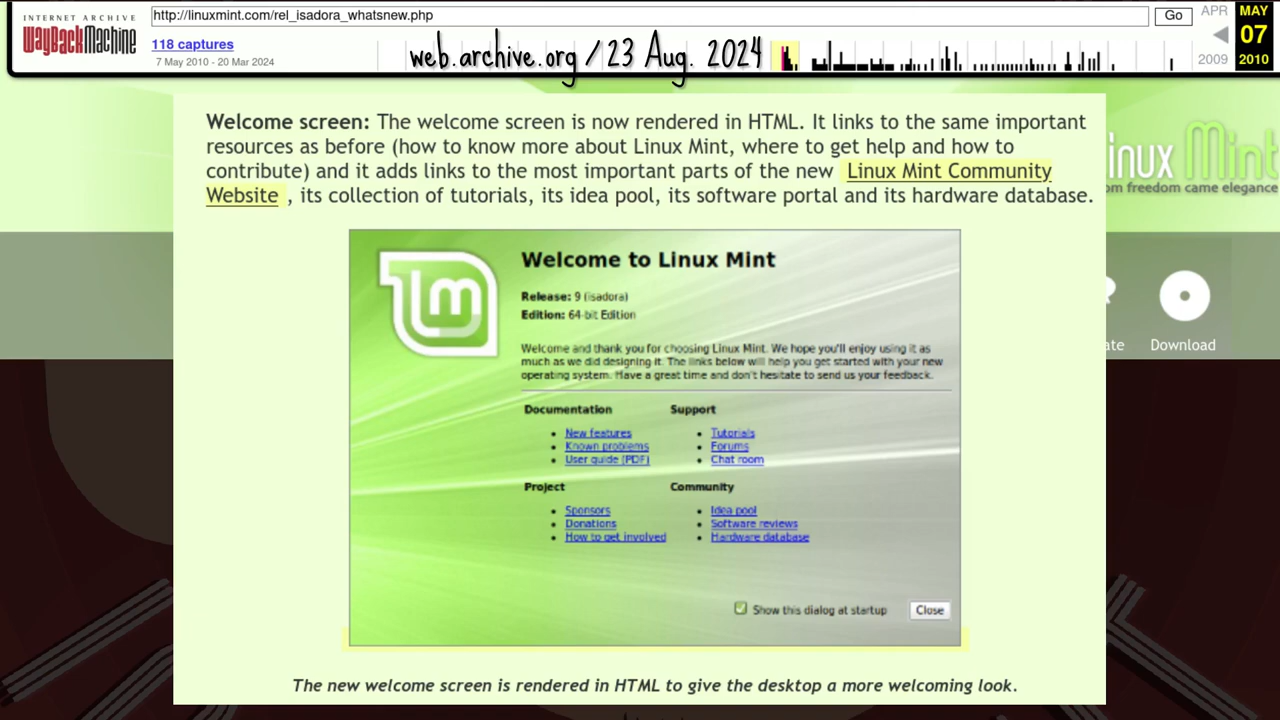 INTERNET ARCHIVE
WayBackMachine
http://linuxmint.com/rel_isadora_whatsnew.php
Go
APR
MAY
118 captures
07
7 May 2010 - 20 Mar 2024
2009
2010
web.archive.org / 23 Aug. 2024
Welcome screen: The welcome screen is now rendered in HTML. It links to the same important
resources as before (how to know more about Linux Mint, where to get help and how to
contribute) and it adds links to the most important parts of the new Linux Mint Community
Website , its collection of tutorials, its idea pool, its software portal and its hardware database.
inux Mint
om freedom came elegance
ate
Download
Welcome to Linux Mint
Release: 9 (isadora)
Edition: 64-bit Edition
Welcome and thank you for choosing Linux Mint. We hope you'll enjoy using it as
much as we did designing it. The links below will help you get started with your new
operating system. Have a great time and don't hesitate to send us your feedback.
Documentation
New features
Known problems
User guide (PDF)
Support
Tutorials
Forums
Chat room
Project
Sponsors
Donations
How to get involved
Community
Idea pool
Software reviews
Hardware database
Show this dialog at startup
Close
The new welcome screen is rendered in HTML to give the desktop a more welcoming look.